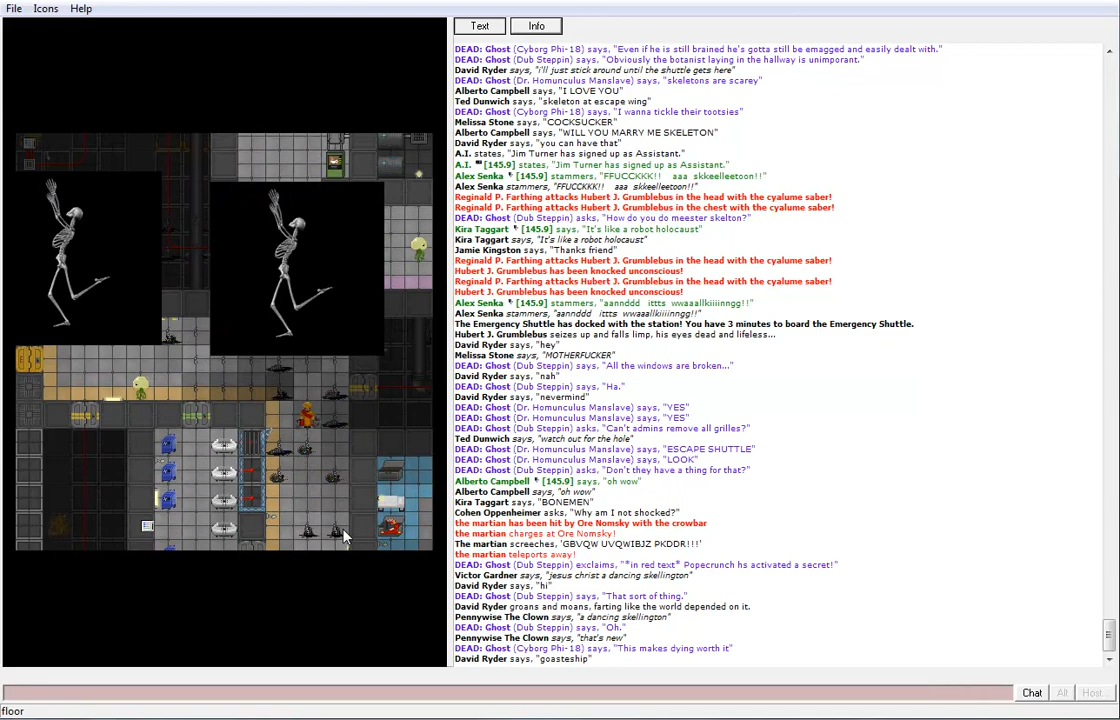 File Icons Help
Text Info
DEAD: Ghost (Cyborg Phi-18) says, "Even if he is still brained he's gotta still be emagged and easily dealt with."
DEAD: Ghost (Dub Steppin) says, "Obviously the botanist laying in the hallway is unimporant."
David Ryder says, "i'll just stick around until the shuttle gets here"
DEAD: Ghost (Dr. Homunculus Manslave) says, "skeletons are scarey"
Alberto Campbell says, "I LOVE YOU"
Ted Dunwich says, "skeleton at escape wing"
DEAD: Ghost (Cyborg Phi-18) says, "I wanna tickle their tootsies"
Melissa Stone says, "COCKSUCKER"
Alberto Campbell says, "WILL YOU MARRY ME SKELETON"
David Ryder says, "you can have that"
A.I. states, "Jim Turner has signed up as Assistant."
A.I. [145.9] states, "Jim Turner has signed up as Assistant."
Alex Senka [145.9] stammers, "FFUCCKKK!! aaa skkeelleetoon!!"
Alex Senka stammers, "FFUCCKKK!! aaa skkeelleetoon!!"
Reginald P. Farthing attacks Hubert J. Grumblebus in the head with the cyalume saber!
Reginald P. Farthing attacks Hubert J. Grumblebus in the chest with the cyalume saber!
DEAD: Ghost (Dub Steppin) asks, "How do you do meester skelton?"
Kira Taggart [145.9] says, "It's like a robot holocaust"
Kira Taggart says, "It's like a robot holocaust"
Jamie Kingston says, "Thanks friend"
Reginald P. Farthing attacks Hubert J. Grumblebus in the head with the cyalume saber!
Hubert J. Grumblebus has been knocked unconscious!
Reginald P. Farthing attacks Hubert J. Grumblebus in the head with the cyalume saber!
Hubert J. Grumblebus has been knocked unconscious!
Alex Senka [145.9] stammers, "aannddd ittts wwaaallkiiiinngg!!"
Alex Senka stammers, "aannddd ittts wwaaallkiiiinngg!!"
The Emergency Shuttle has docked with the station! You have 3 minutes to board the Emergency Shuttle.
Hubert J. Grumblebus seizes up and falls limp, his eyes dead and lifeless...
David Ryder says, "hey"
Melissa Stone says, "MOTHERFUCKER"
DEAD: Ghost (Dub Steppin) says, "All the windows are broken..."
David Ryder says, "nah"
DEAD: Ghost (Dub Steppin) says, "Ha."
David Ryder says, "nevermind"
DEAD: Ghost (Dr. Homunculus Manslave) says, "YES"
DEAD: Ghost (Dr. Homunculus Manslave) says, "YES"
DEAD: Ghost (Dub Steppin) asks, "Can't admins remove all grilles?"
Ted Dunwich says, "watch out for the hole"
DEAD: Ghost (Dr. Homunculus Manslave) says, "ESCAPE SHUTTLE"
DEAD: Ghost (Dr. Homunculus Manslave) says, "LOOK"
DEAD: Ghost (Dub Steppin) asks, "Don't they have a thing for that?"
Alberto Campbell [145.9] says, "oh wow"
Alberto Campbell says, "oh wow"
Kira Taggart says, "BONEMEN"
Cohen Oppenheimer asks, "Why am I not shocked?"
the martian has been hit by Ore Nomsky with the crowbar
the martian charges at Ore Nomsky!
The martian screeches, 'GBVQW UVQWIBJZ PKDDR!!!'
the martian teleports away!
DEAD: Ghost (Dub Steppin) exclaims, "*in red text* Popecrunch hs activated a secret!"
Victor Gardner says, "jesus christ a dancing skellington"
David Ryder says, "hi"
DEAD: Ghost (Dub Steppin) says, "That sort of thing."
David Ryder groans and moans, farting like the world depended on it.
Pennywise The Clown says, "a dancing skellington"
DEAD: Ghost (Dub Steppin) says, "Oh."
Pennywise The Clown says, "that's new"
DEAD: Ghost (Cyborg Phi-18) says, "This makes dying worth it"
David Ryder says, "goasteship"
Chat Alt Host...
floor